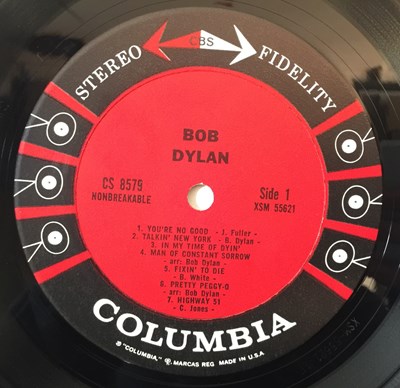 CBS
STEREO FIDELITY
BOB
DYLAN
CS 8579
NONBREAKABLE
Side 1
XSM 55621
1. YOU'RE NO GOOD - J. Fuller -
2. TALKIN' NEW YORK - B. Dylan -
3. IN MY TIME OF DYIN'
4. MAN OF CONSTANT SORROW
- arr: Bob Dylan -
5. FIXIN' TO DIE
- B. White -
6. PRETTY PEGGY-O
- arr: Bob Dylan -
7. HIGHWAY 51
- C. Jones -
COLUMBIA
® "COLUMBIA," MARCAS REG MADE IN U.S.A